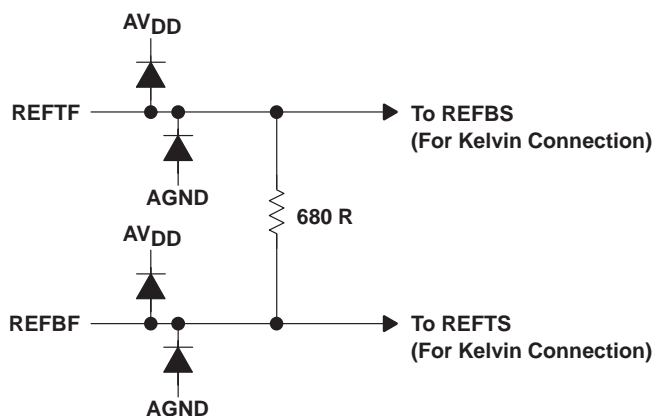 AVDD
REFTF
To REFBS
(For Kelvin Connection)
AGND
680 R
AVDD
REFBF
To REFTS
(For Kelvin Connection)
AGND